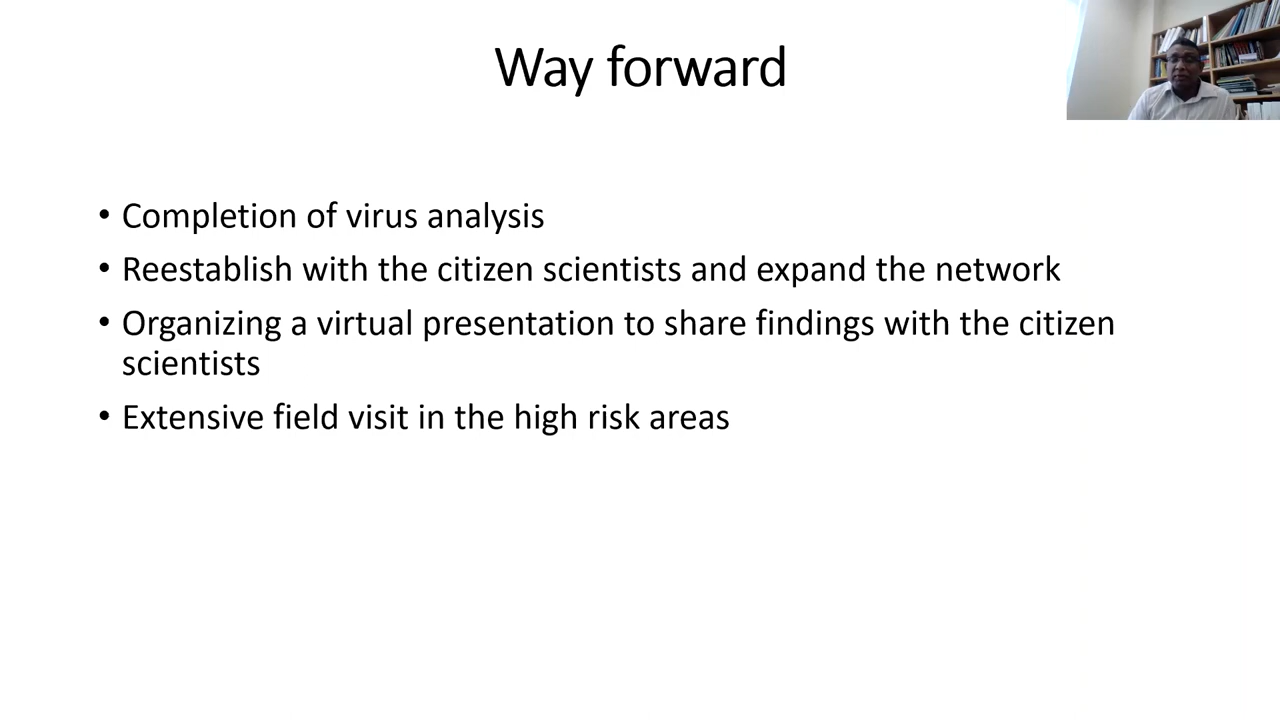 Way forward
• Completion of virus analysis
• Reestablish with the citizen scientists and expand the network
• Organizing a virtual presentation to share findings with the citizen
scientists
• Extensive field visit in the high risk areas